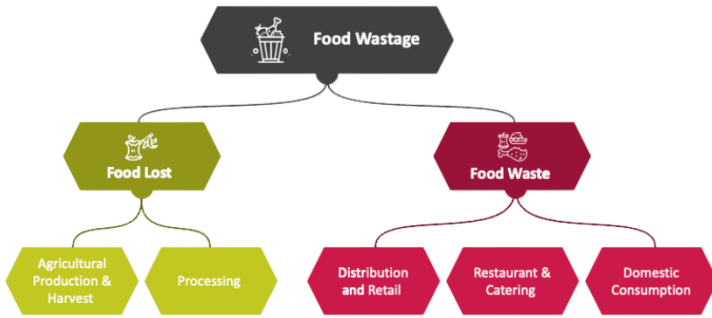 Food Wastage
Food Lost
Food Waste
Agricultural
Production &
Harvest
Processing
Distribution
and Retail
Restaurant &
Catering
Domestic
Consumption